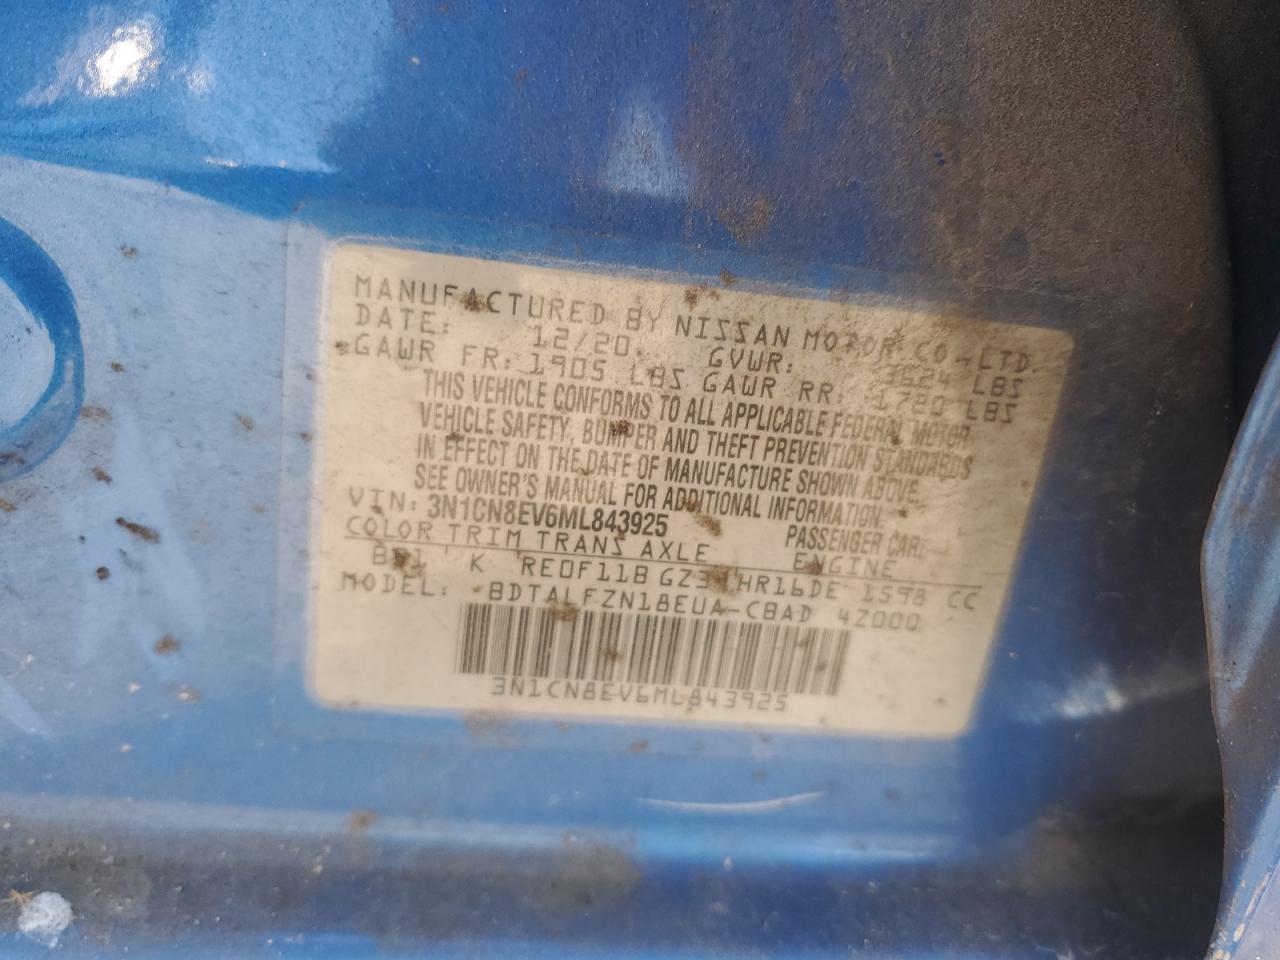 MANUFACTURED BY NISSAN MOTOR CO.,LTD.
DATE: 12/20 GVWR: 3624 LBS
GAWR FR: 1905 LBS GAWR RR 1720 LBS
THIS VEHICLE CONFORMS TO ALL APPLICABLE FEDERAL MOTOR
VEHICLE SAFETY, BUMPER AND THEFT PREVENTION STANDARDS
IN EFFECT ON THE DATE OF MANUFACTURE SHOWN ABOVE.
SEE OWNER'S MANUAL FOR ADDITIONAL INFORMATION.
VIN: 3N1CN8EV6ML843925 PASSENGER CAR
COLOR TRIM TRANS AXLE ENGINE
K RE0F11B HR16DE 1598 CC
MODEL: BDTALFZN18EUA-CBAD 4Z000
3N1CN8EV6ML843925